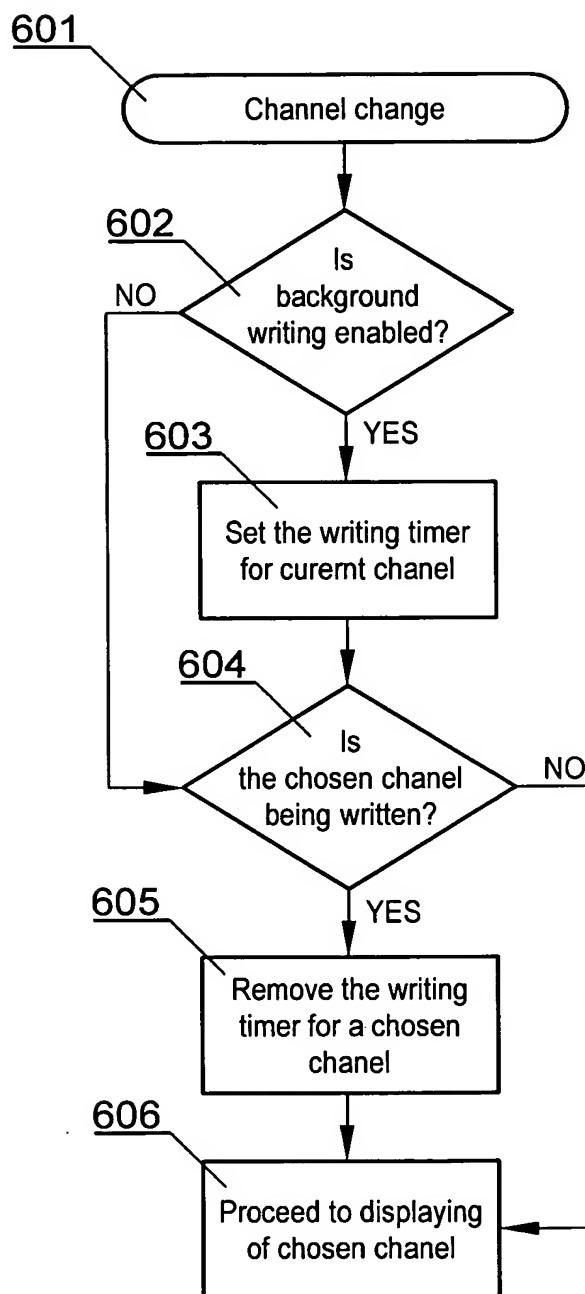 601
Channel change
602
Is
background
writing enabled?
NO
YES
603
Set the writing timer
for curernt chanel
604
Is
the chosen chanel
being written?
NO
YES
605
Remove the writing
timer for a chosen
chanel
606
Proceed to displaying
of chosen chanel